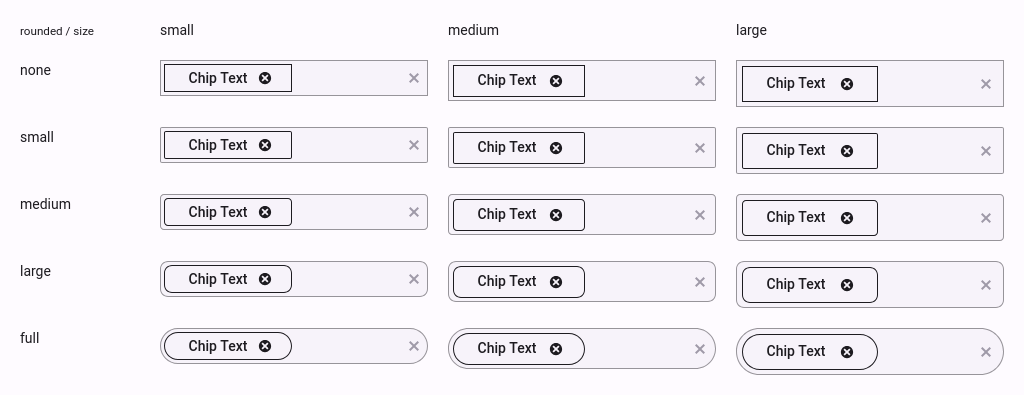 rounded / size small medium large
none Chip Text Chip Text Chip Text
small Chip Text Chip Text Chip Text
medium Chip Text Chip Text Chip Text
large Chip Text Chip Text Chip Text
full Chip Text Chip Text Chip Text